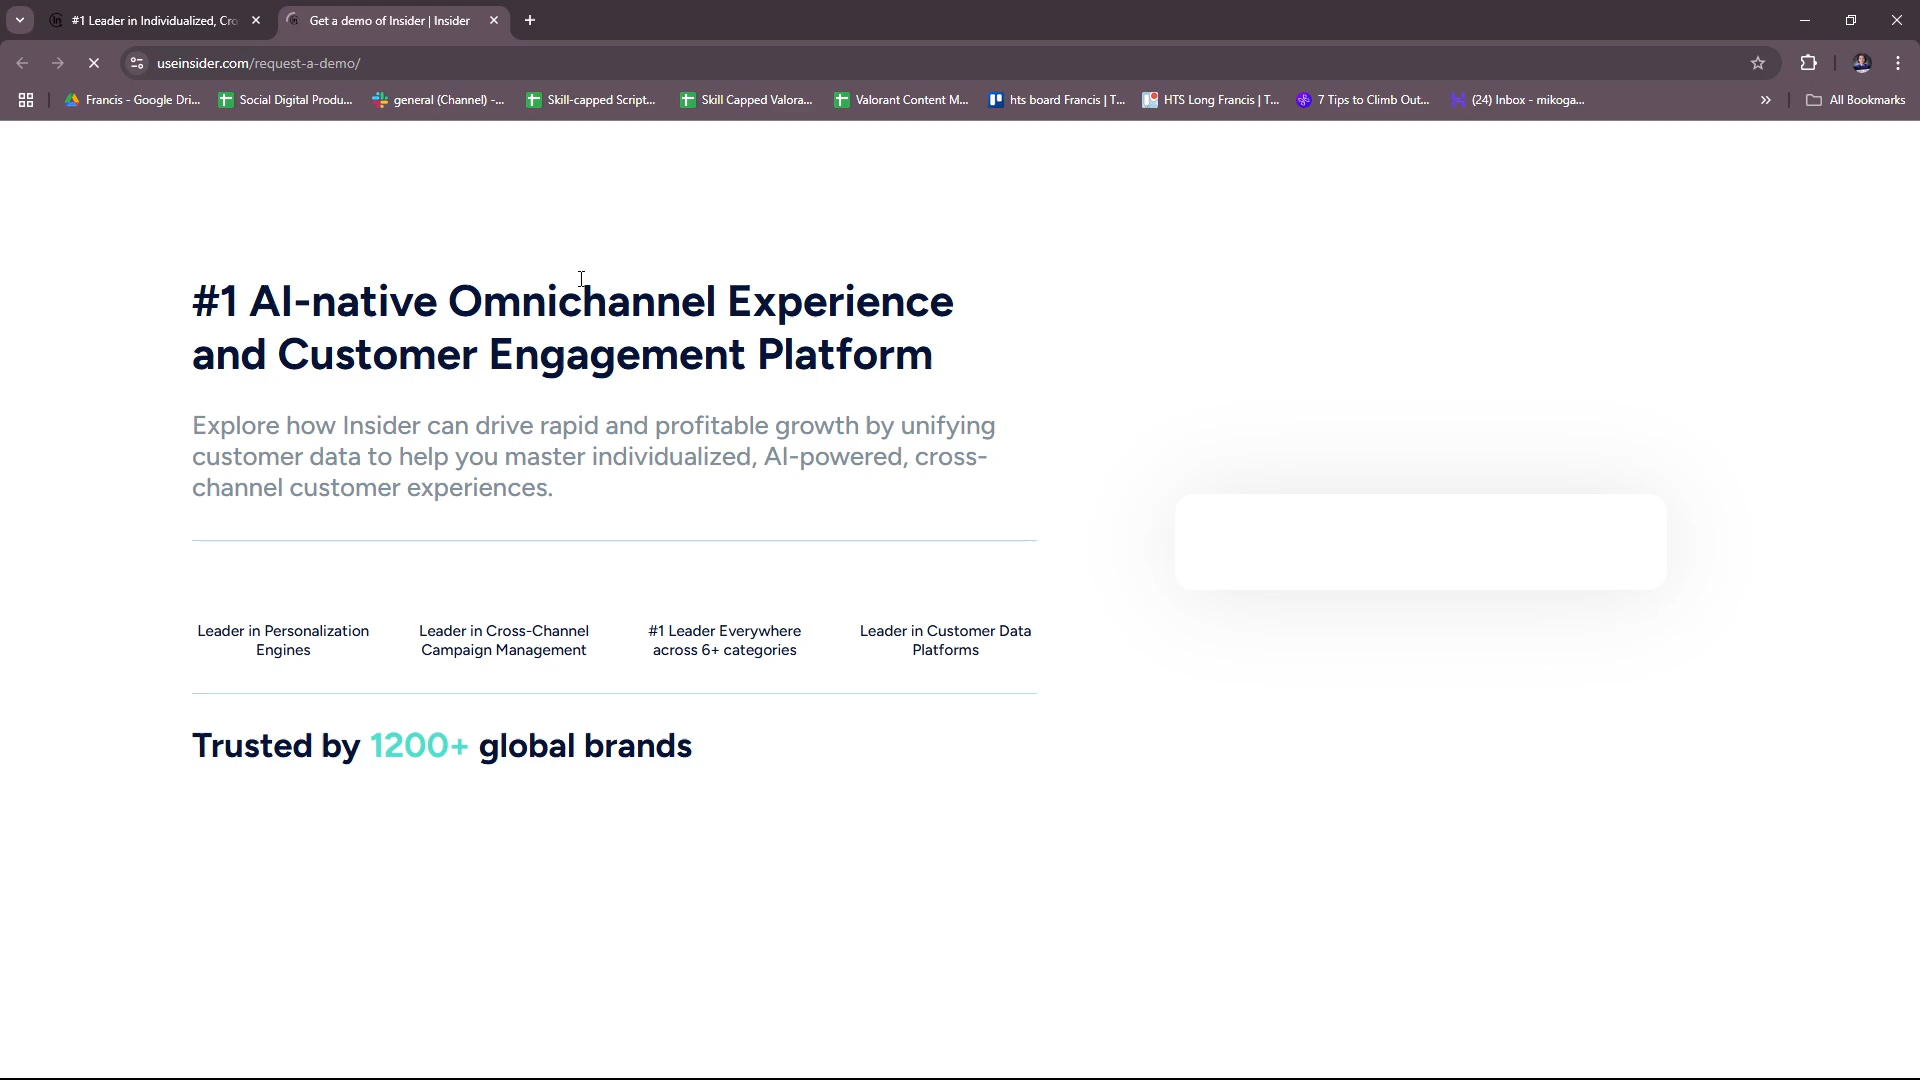 #1 Leader in Individualized, Cro
Get a demo of Insider | Insider
useinsider.com/request-a-demo/
Francis - Google Dri...
Social Digital Produ...
general (Channel) -...
Skill-capped Script...
Skill Capped Valora...
Valorant Content M...
hts board Francis | T...
HTS Long Francis | T...
7 Tips to Climb Out...
(24) Inbox - mikoga...
All Bookmarks
#1 AI-native Omnichannel Experience
and Customer Engagement Platform
Explore how Insider can drive rapid and profitable growth by unifying
customer data to help you master individualized, AI-powered, cross-
channel customer experiences.
Leader in Personalization
Engines
Leader in Cross-Channel
Campaign Management
#1 Leader Everywhere
across 6+ categories
Leader in Customer Data
Platforms
Trusted by 1200+ global brands